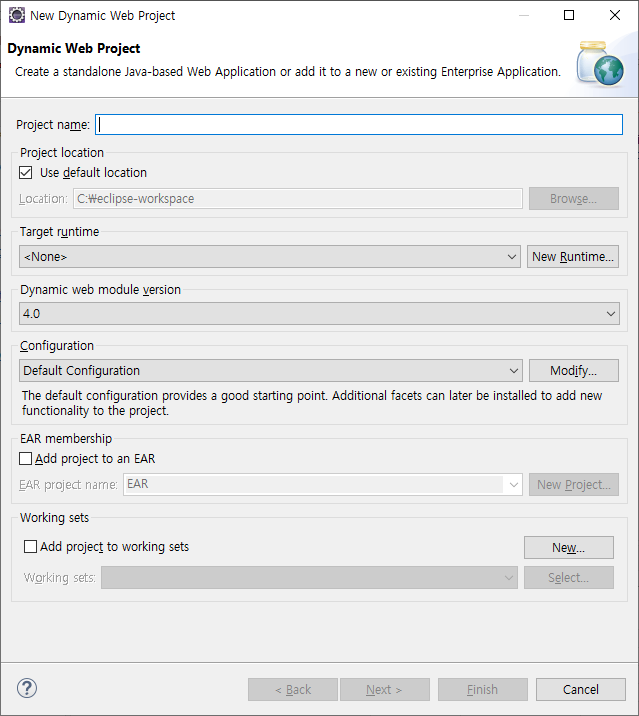 New Dynamic Web Project
Dynamic Web Project
Create a standalone Java-based Web Application or add it to a new or existing Enterprise Application.
Project name:
Project location
Use default location
Location: C:₩eclipse-workspace Browse...
Target runtime
<None> New Runtime...
Dynamic web module version
4.0
Configuration
Default Configuration Modify...
The default configuration provides a good starting point. Additional facets can later be installed to add new
functionality to the project.
EAR membership
Add project to an EAR
EAR project name: EAR New Project...
Working sets
Add project to working sets New...
Working sets: Select...
? < Back Next > Finish Cancel